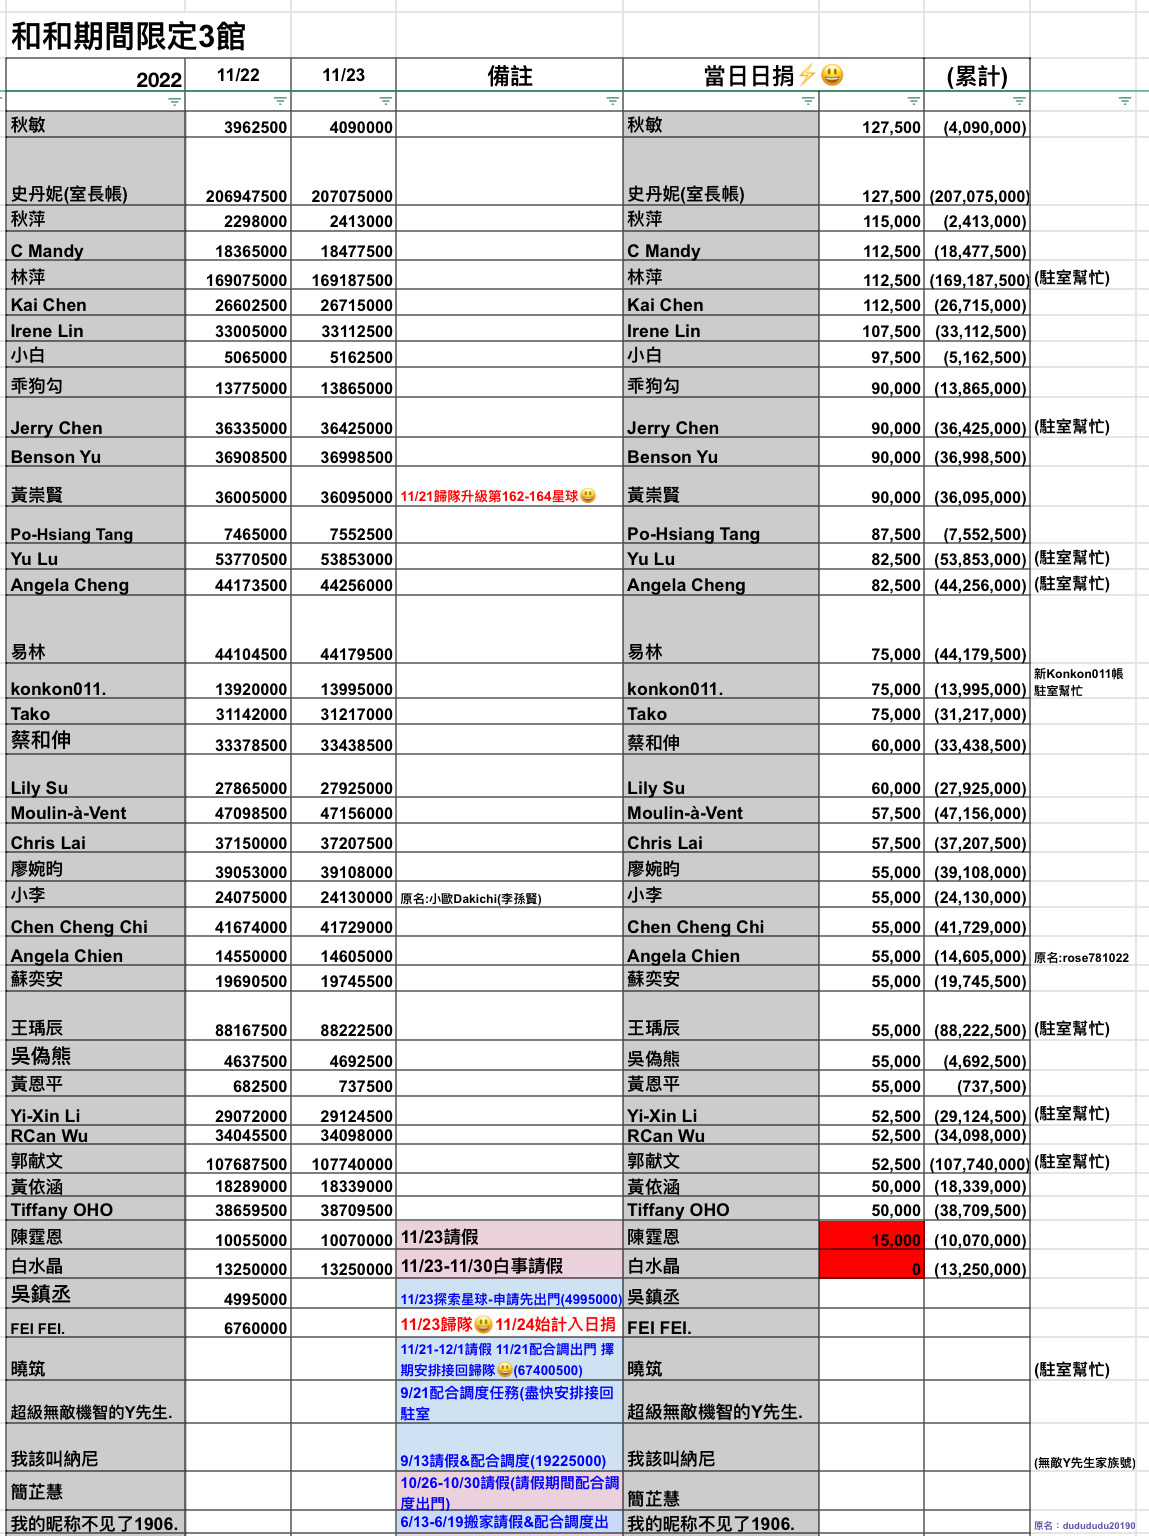 和和期間限定3館
2022 11/22 11/23 備註 當日日捐⚡😃 (累計)
秋敏 3962500 4090000 秋敏 127,500 (4,090,000)
史丹妮(室長帳) 206947500 207075000 史丹妮(室長帳) 127,500 (207,075,000)
秋萍 2298000 2413000 秋萍 115,000 (2,413,000)
C Mandy 18365000 18477500 C Mandy 112,500 (18,477,500)
林萍 169075000 169187500 林萍 112,500 (169,187,500) (駐室幫忙)
Kai Chen 26602500 26715000 Kai Chen 112,500 (26,715,000)
Irene Lin 33005000 33112500 Irene Lin 107,500 (33,112,500)
小白 5065000 5162500 小白 97,500 (5,162,500)
乖狗勾 13775000 13865000 乖狗勾 90,000 (13,865,000)
Jerry Chen 36335000 36425000 Jerry Chen 90,000 (36,425,000) (駐室幫忙)
Benson Yu 36908500 36998500 Benson Yu 90,000 (36,998,500)
黃崇賢 36005000 36095000 11/21歸隊升級第162-164星球😃 黃崇賢 90,000 (36,095,000)
Po-Hsiang Tang 7465000 7552500 Po-Hsiang Tang 87,500 (7,552,500)
Yu Lu 53770500 53853000 Yu Lu 82,500 (53,853,000) (駐室幫忙)
Angela Cheng 44173500 44256000 Angela Cheng 82,500 (44,256,000) (駐室幫忙)
易林 44104500 44179500 易林 75,000 (44,179,500)
新Konkon011帳
konkon011. 13920000 13995000 konkon011. 75,000 (13,995,000) 駐室幫忙
Tako 31142000 31217000 Tako 75,000 (31,217,000)
蔡和伸 33378500 33438500 蔡和伸 60,000 (33,438,500)
Lily Su 27865000 27925000 Lily Su 60,000 (27,925,000)
Moulin-à-Vent 47098500 47156000 Moulin-à-Vent 57,500 (47,156,000)
Chris Lai 37150000 37207500 Chris Lai 57,500 (37,207,500)
廖婉昀 39053000 39108000 廖婉昀 55,000 (39,108,000)
小李 24075000 24130000 原名:小歐Dakichi(李孫賢) 小李 55,000 (24,130,000)
Chen Cheng Chi 41674000 41729000 Chen Cheng Chi 55,000 (41,729,000)
Angela Chien 14550000 14605000 Angela Chien 55,000 (14,605,000) 原名:rose781022
蘇奕安 19690500 19745500 蘇奕安 55,000 (19,745,500)
王瑀辰 88167500 88222500 王瑀辰 55,000 (88,222,500) (駐室幫忙)
吳偽熊 4637500 4692500 吳偽熊 55,000 (4,692,500)
黃恩平 682500 737500 黃恩平 55,000 (737,500)
Yi-Xin Li 29072000 29124500 Yi-Xin Li 52,500 (29,124,500) (駐室幫忙)
RCan Wu 34045500 34098000 RCan Wu 52,500 (34,098,000)
郭献文 107687500 107740000 郭献文 52,500 (107,740,000) (駐室幫忙)
黃依涵 18289000 18339000 黃依涵 50,000 (18,339,000)
Tiffany OHO 38659500 38709500 Tiffany OHO 50,000 (38,709,500)
陳霆恩 10055000 10070000 11/23請假 陳霆恩 15,000 (10,070,000)
白水晶 13250000 13250000 11/23-11/30白事請假 白水晶 0 (13,250,000)
吳鎮丞 4995000 11/23探索星球-申請先出門(4995000) 吳鎮丞
FEI FEI. 6760000 11/23歸隊😃11/24始計入日捐 FEI FEI.
11/21-12/1請假 11/21配合調出門 擇
曉筑 期安排接回歸隊😃(67400500) 曉筑 (駐室幫忙)
9/21配合調度任務(盡快安排接回
超級無敵機智的Y先生. 駐室 超級無敵機智的Y先生.
我該叫納尼 9/13請假&配合調度(19225000) 我該叫納尼 (無敵Y先生家族號)
10/26-10/30請假(請假期間配合調
簡芷慧 度出門) 簡芷慧
我的昵称不见了1906. 6/13-6/19搬家請假&配合調度出 我的昵称不见了1906. 原名：dudududu20190